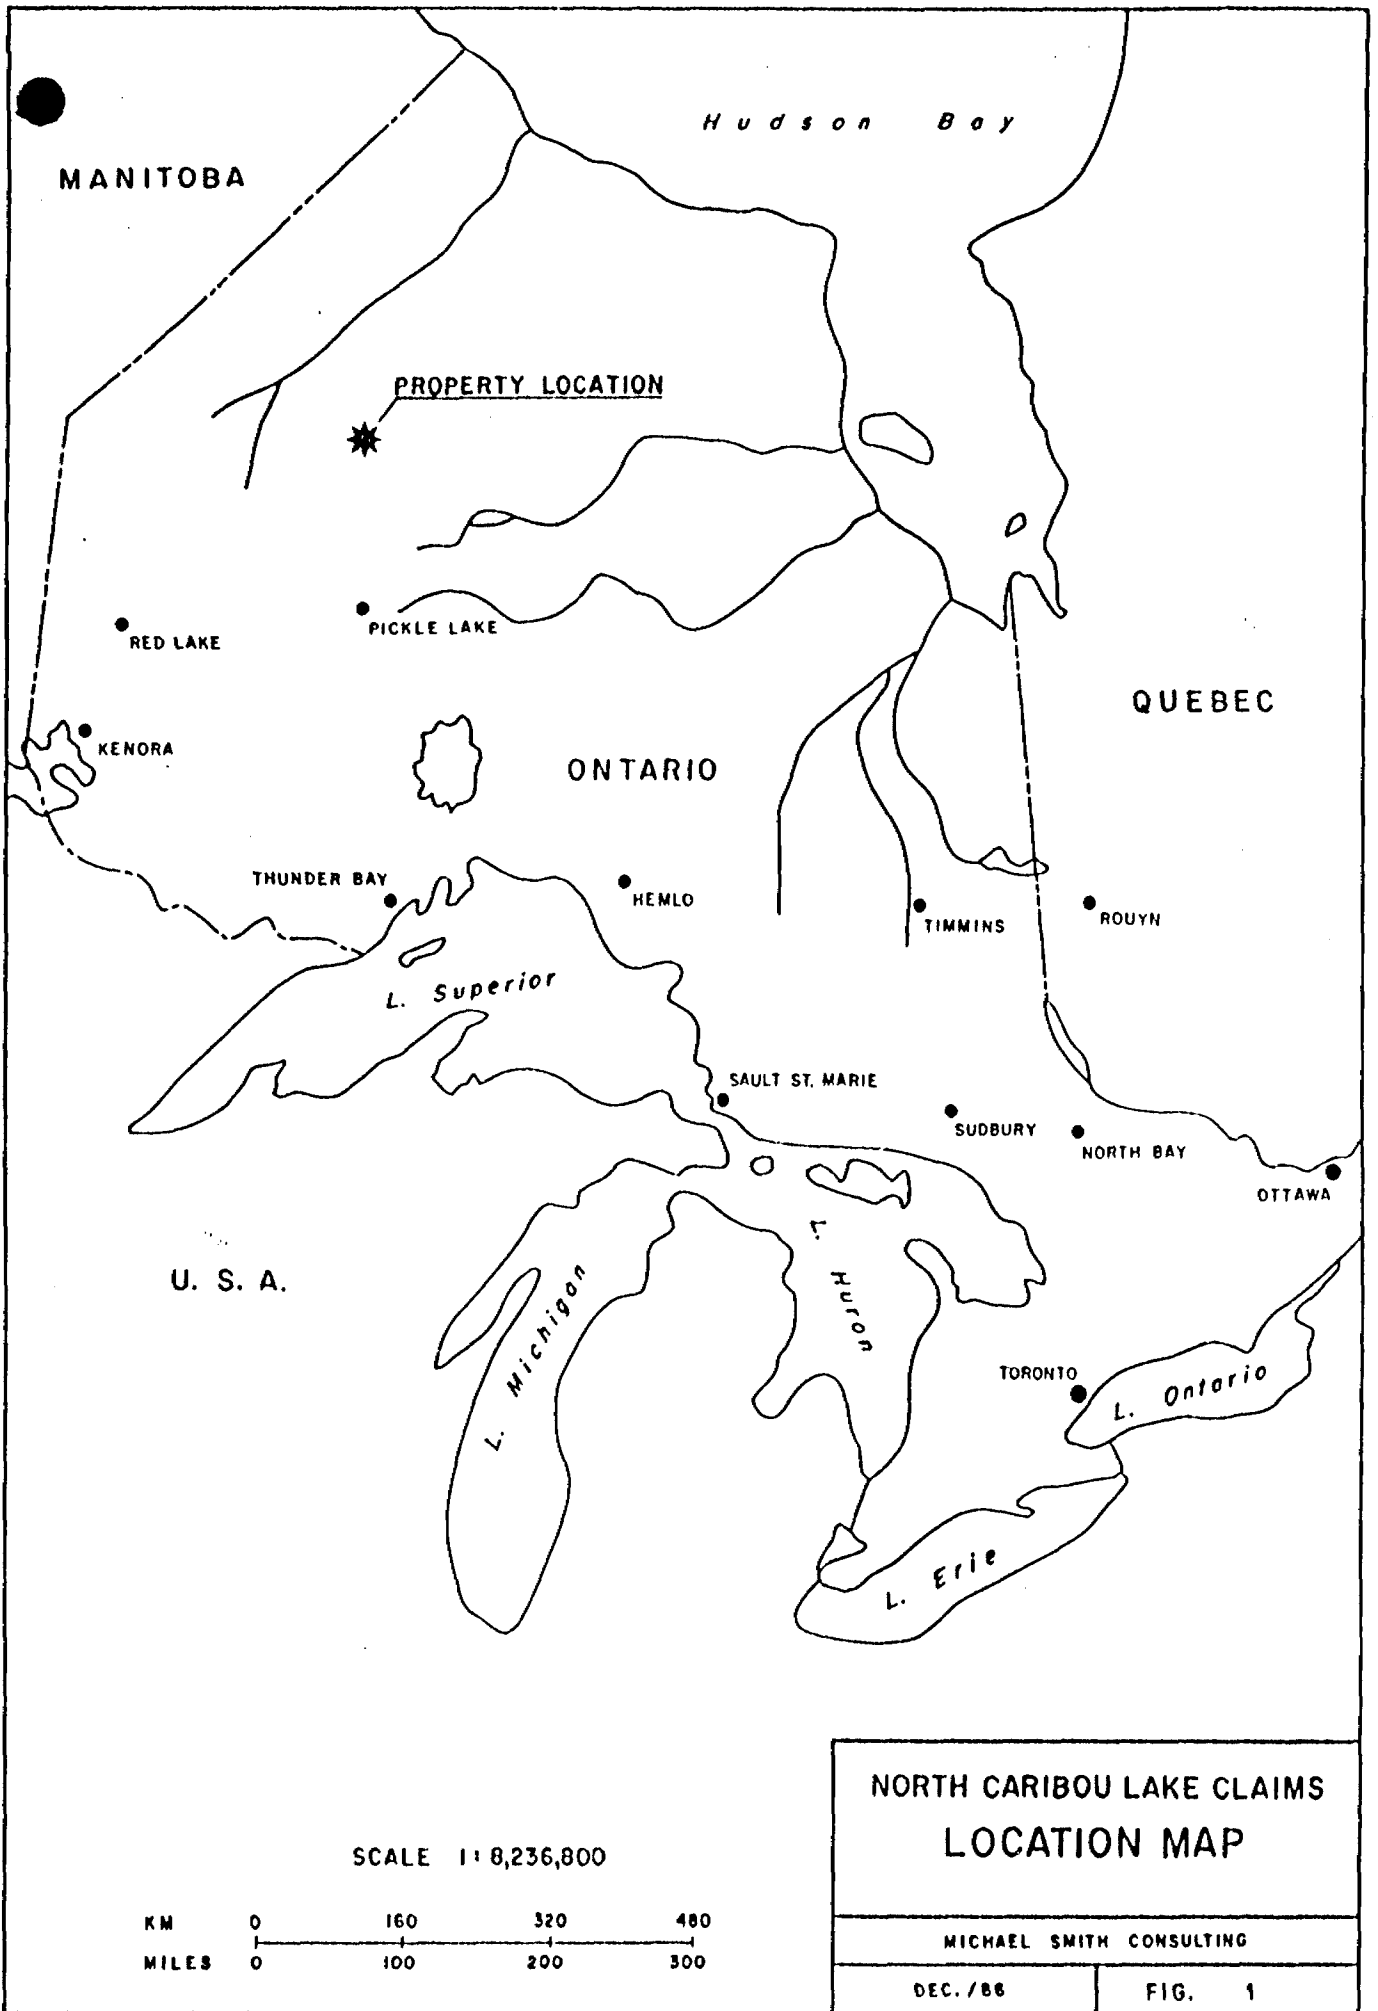 Hudson Bay
MANITOBA
PROPERTY LOCATION
RED LAKE
PICKLE LAKE
QUEBEC
KENORA
ONTARIO
THUNDER BAY
HEMLO
TIMMINS
ROUYN
L. Superior
SAULT ST. MARIE
SUDBURY
NORTH BAY
OTTAWA
U. S. A.
L. Michigan
L. Huron
TORONTO
L. Ontario
L. Erie
NORTH CARIBOU LAKE CLAIMS
LOCATION MAP
SCALE 1:8,236,800
KM 0 160 320 480
MILES 0 100 200 300
MICHAEL SMITH CONSULTING
DEC./86 FIG. 1